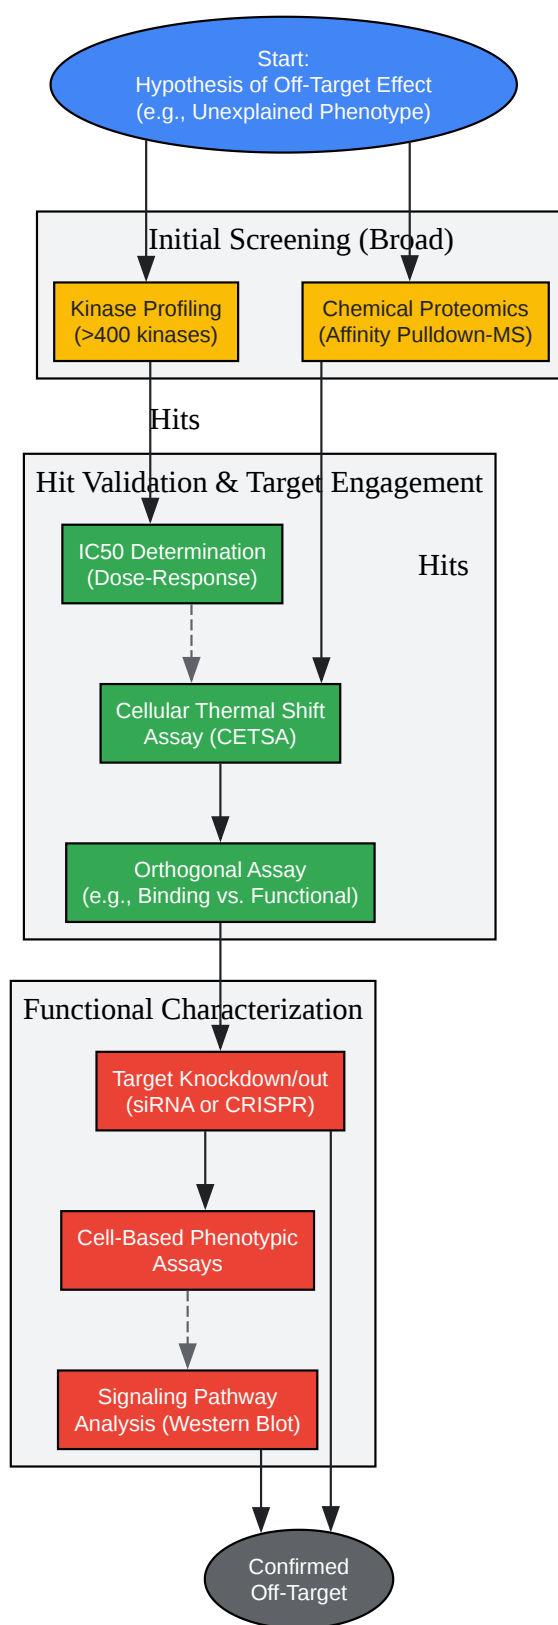 Start:
Hypothesis of Off-Target Effect
(e.g., Unexplained Phenotype)
Initial Screening (Broad)
Kinase Profiling
(>400 kinases)
Chemical Proteomics
(Affinity Pulldown-MS)
Hits
Hit Validation & Target Engagement
IC50 Determination
(Dose-Response)
Hits
Cellular Thermal Shift
Assay (CETSA)
Orthogonal Assay
(e.g., Binding vs. Functional)
Functional Characterization
Target Knockdown/out
(siRNA or CRISPR)
Cell-Based Phenotypic
Assays
Signaling Pathway
Analysis (Western Blot)
Confirmed
Off-Target